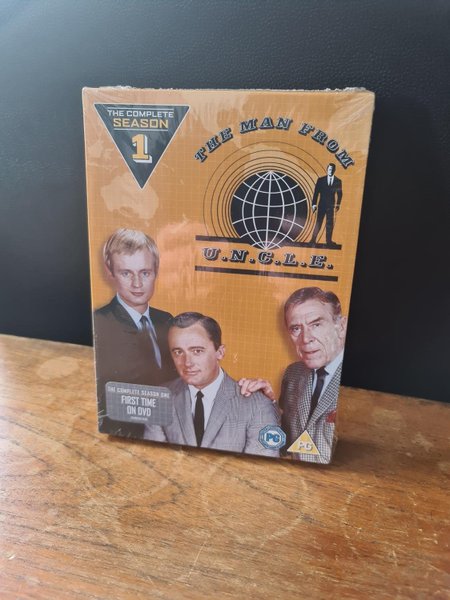 THE COMPLETE
SEASON
1
THE MAN FROM
U.N.C.L.E.
THE COMPLETE SEASON ONE
FIRST TIME
ON DVD
PG
PG